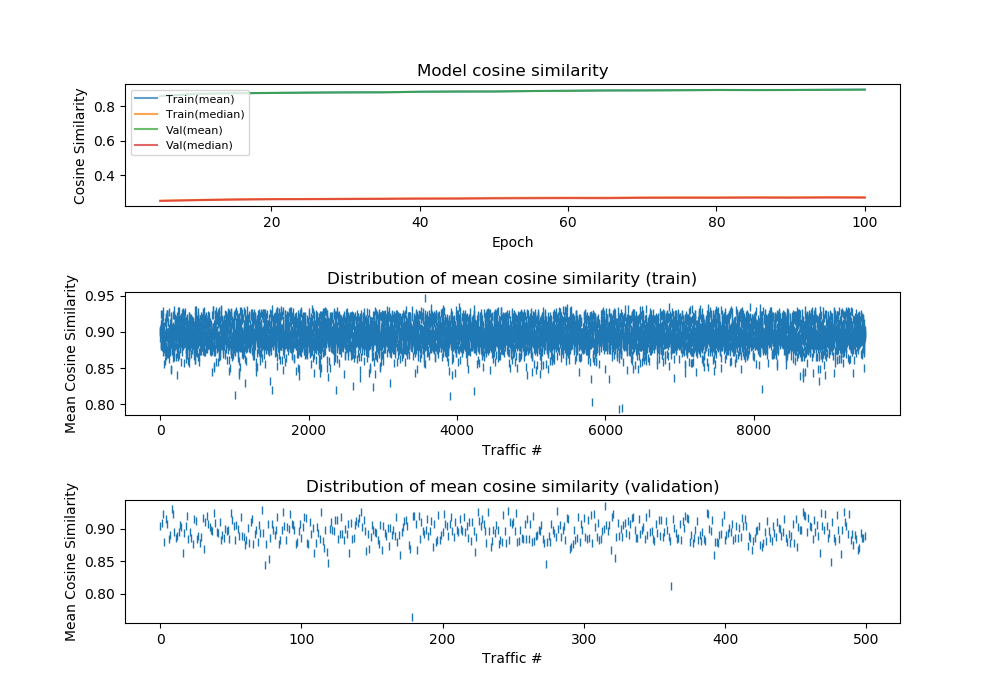 Model cosine similarity
Cosine Similarity
0.8
0.6
0.4
Train(mean)
Train(median)
Val(mean)
Val(median)
20
40
60
80
100
Epoch
Distribution of mean cosine similarity (train)
Mean Cosine Similarity
0.95
0.90
0.85
0.80
0
2000
4000
6000
8000
Traffic #
Distribution of mean cosine similarity (validation)
Mean Cosine Similarity
0.90
0.85
0.80
0
100
200
300
400
500
Traffic #